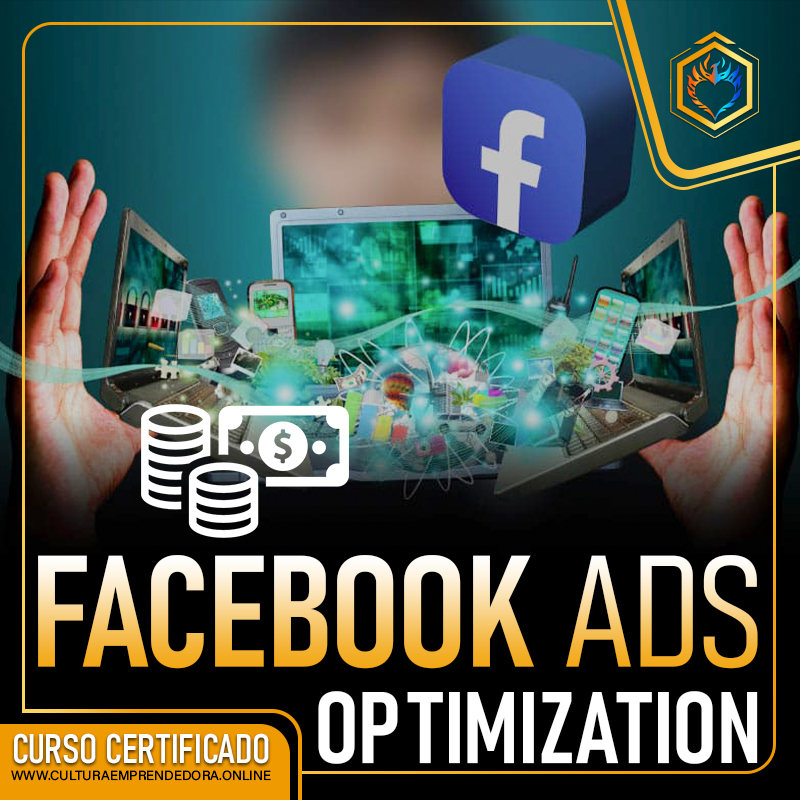 f
$
FACEBOOK ADS
OPTIMIZATION
CURSO CERTIFICADO
WWW.CULTURAEMPRENDEDORA.ONLINE